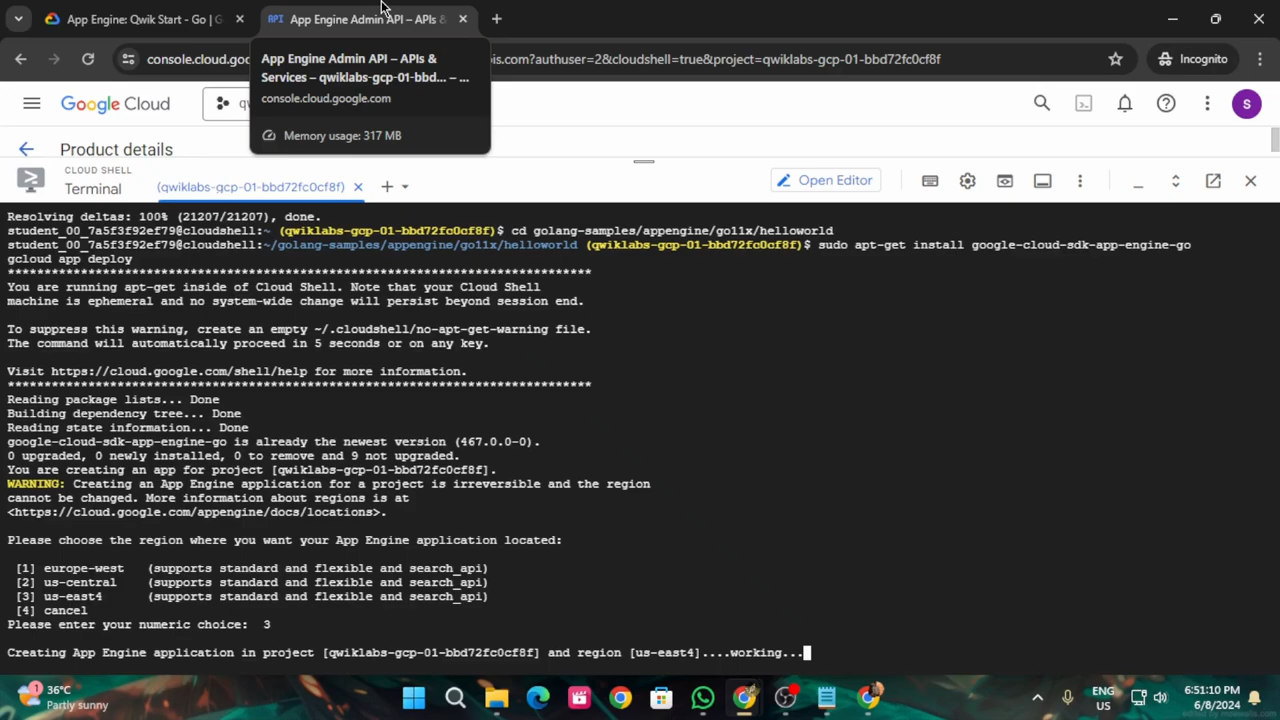 App Engine: Qwik Start - Go | G
App Engine Admin API – APIs &
console.cloud.goo
is.com?authuser=2&cloudshell=true&project=qwiklabs-gcp-01-bbd72fc0cf8f
Incognito
App Engine Admin API – APIs &
Services – qwiklabs-gcp-01-bbd... – ...
console.cloud.google.com
Memory usage: 317 MB
Google Cloud
qw
S
Product details
CLOUD SHELL
Terminal
(qwiklabs-gcp-01-bbd72fc0cf8f)
Open Editor
Resolving deltas: 100% (21207/21207), done.
student_00_7a5f3f92ef79@cloudshell:~ (qwiklabs-gcp-01-bbd72fc0cf8f)$ cd golang-samples/appengine/go11x/helloworld
student_00_7a5f3f92ef79@cloudshell:~/golang-samples/appengine/go11x/helloworld (qwiklabs-gcp-01-bbd72fc0cf8f)$ sudo apt-get install google-cloud-sdk-app-engine-go
gcloud app deploy
********************************************************************************
You are running apt-get inside of Cloud Shell. Note that your Cloud Shell
machine is ephemeral and no system-wide change will persist beyond session end.
To suppress this warning, create an empty ~/.cloudshell/no-apt-get-warning file.
The command will automatically proceed in 5 seconds or on any key.
Visit https://cloud.google.com/shell/help for more information.
********************************************************************************
Reading package lists... Done
Building dependency tree... Done
Reading state information... Done
google-cloud-sdk-app-engine-go is already the newest version (467.0.0-0).
0 upgraded, 0 newly installed, 0 to remove and 9 not upgraded.
You are creating an app for project [qwiklabs-gcp-01-bbd72fc0cf8f].
WARNING: Creating an App Engine application for a project is irreversible and the region
cannot be changed. More information about regions is at
<https://cloud.google.com/appengine/docs/locations>.
Please choose the region where you want your App Engine application located:
[1] europe-west (supports standard and flexible and search_api)
[2] us-central (supports standard and flexible and search_api)
[3] us-east4 (supports standard and flexible and search_api)
[4] cancel
Please enter your numeric choice: 3
Creating App Engine application in project [qwiklabs-gcp-01-bbd72fc0cf8f] and region [us-east4]....working...
1
36°C
Partly sunny
ENG
US
6:51:10 PM
6/8/2024